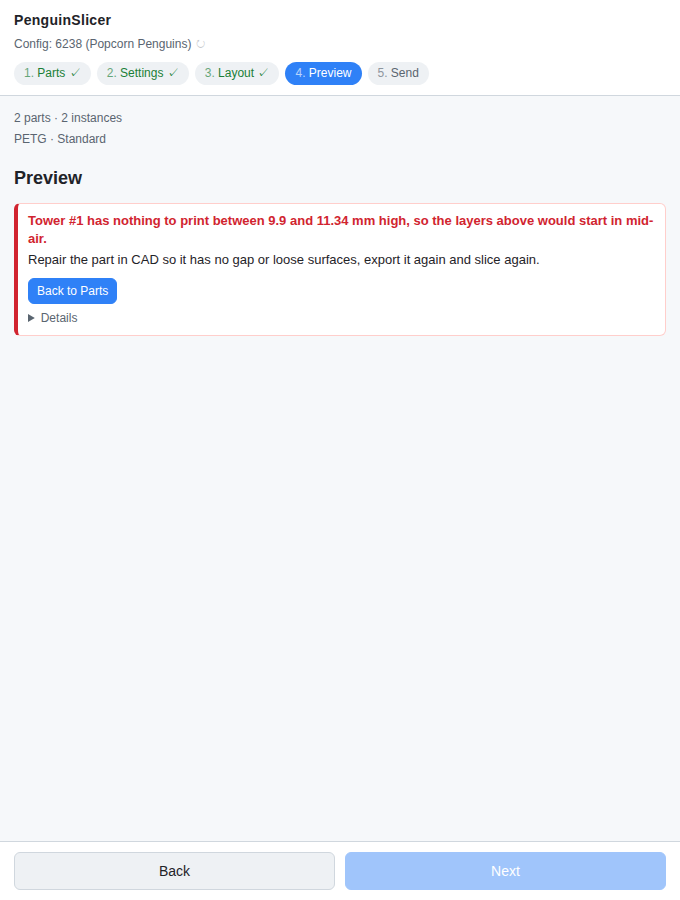 PenguinSlicer
Config: 6238 (Popcorn Penguins)
1. Parts ✓ 2. Settings ✓ 3. Layout ✓ 4. Preview 5. Send
2 parts · 2 instances
PETG · Standard
Preview
Tower #1 has nothing to print between 9.9 and 11.34 mm high, so the layers above would start in mid-
air.
Repair the part in CAD so it has no gap or loose surfaces, export it again and slice again.
Back to Parts
Details
Back Next